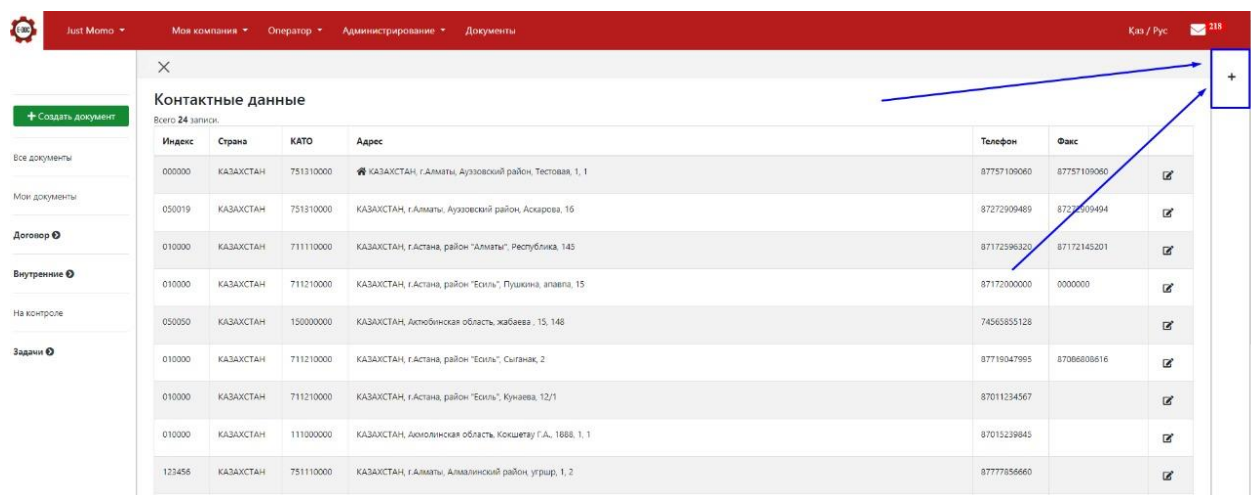 E-DOC Just Momo Моя компания Оператор Администрирование Документы Қаз / Рус 218
Контактные данные
+ Создать документ
Всего 24 записи.
Индекс Страна КАТО Адрес Телефон Факс
Все документы
000000 КАЗАХСТАН 751310000 КАЗАХСТАН, г.Алматы, Ауэзовский район, Тестовая, 1, 1 87757109060 87757109060
Мои документы
050019 КАЗАХСТАН 751310000 КАЗАХСТАН, г.Алматы, Ауэзовский район, Аскарова, 16 87272909489 87272909494
Договор
010000 КАЗАХСТАН 711110000 КАЗАХСТАН, г.Астана, район "Алматы", Республика, 145 87172596320 87172145201
Внутренние
010000 КАЗАХСТАН 711210000 КАЗАХСТАН, г.Астана, район "Есиль", Пушкина, апавпа, 15 87172000000 0000000
На контроле
050050 КАЗАХСТАН 150000000 КАЗАХСТАН, Актюбинская область, жабаева , 15, 148 74565855128
Задачи
010000 КАЗАХСТАН 711210000 КАЗАХСТАН, г.Астана, район "Есиль", Сыганак, 2 87719047995 87086808616
010000 КАЗАХСТАН 711210000 КАЗАХСТАН, г.Астана, район "Есиль", Кунаева, 12/1 87011234567
010000 КАЗАХСТАН 111000000 КАЗАХСТАН, Акмолинская область, Кокшетау Г.А., 1888, 1, 1 87015239845
123456 КАЗАХСТАН 751110000 КАЗАХСТАН, г.Алматы, Алмалинский район, угршр, 1, 2 87777856660